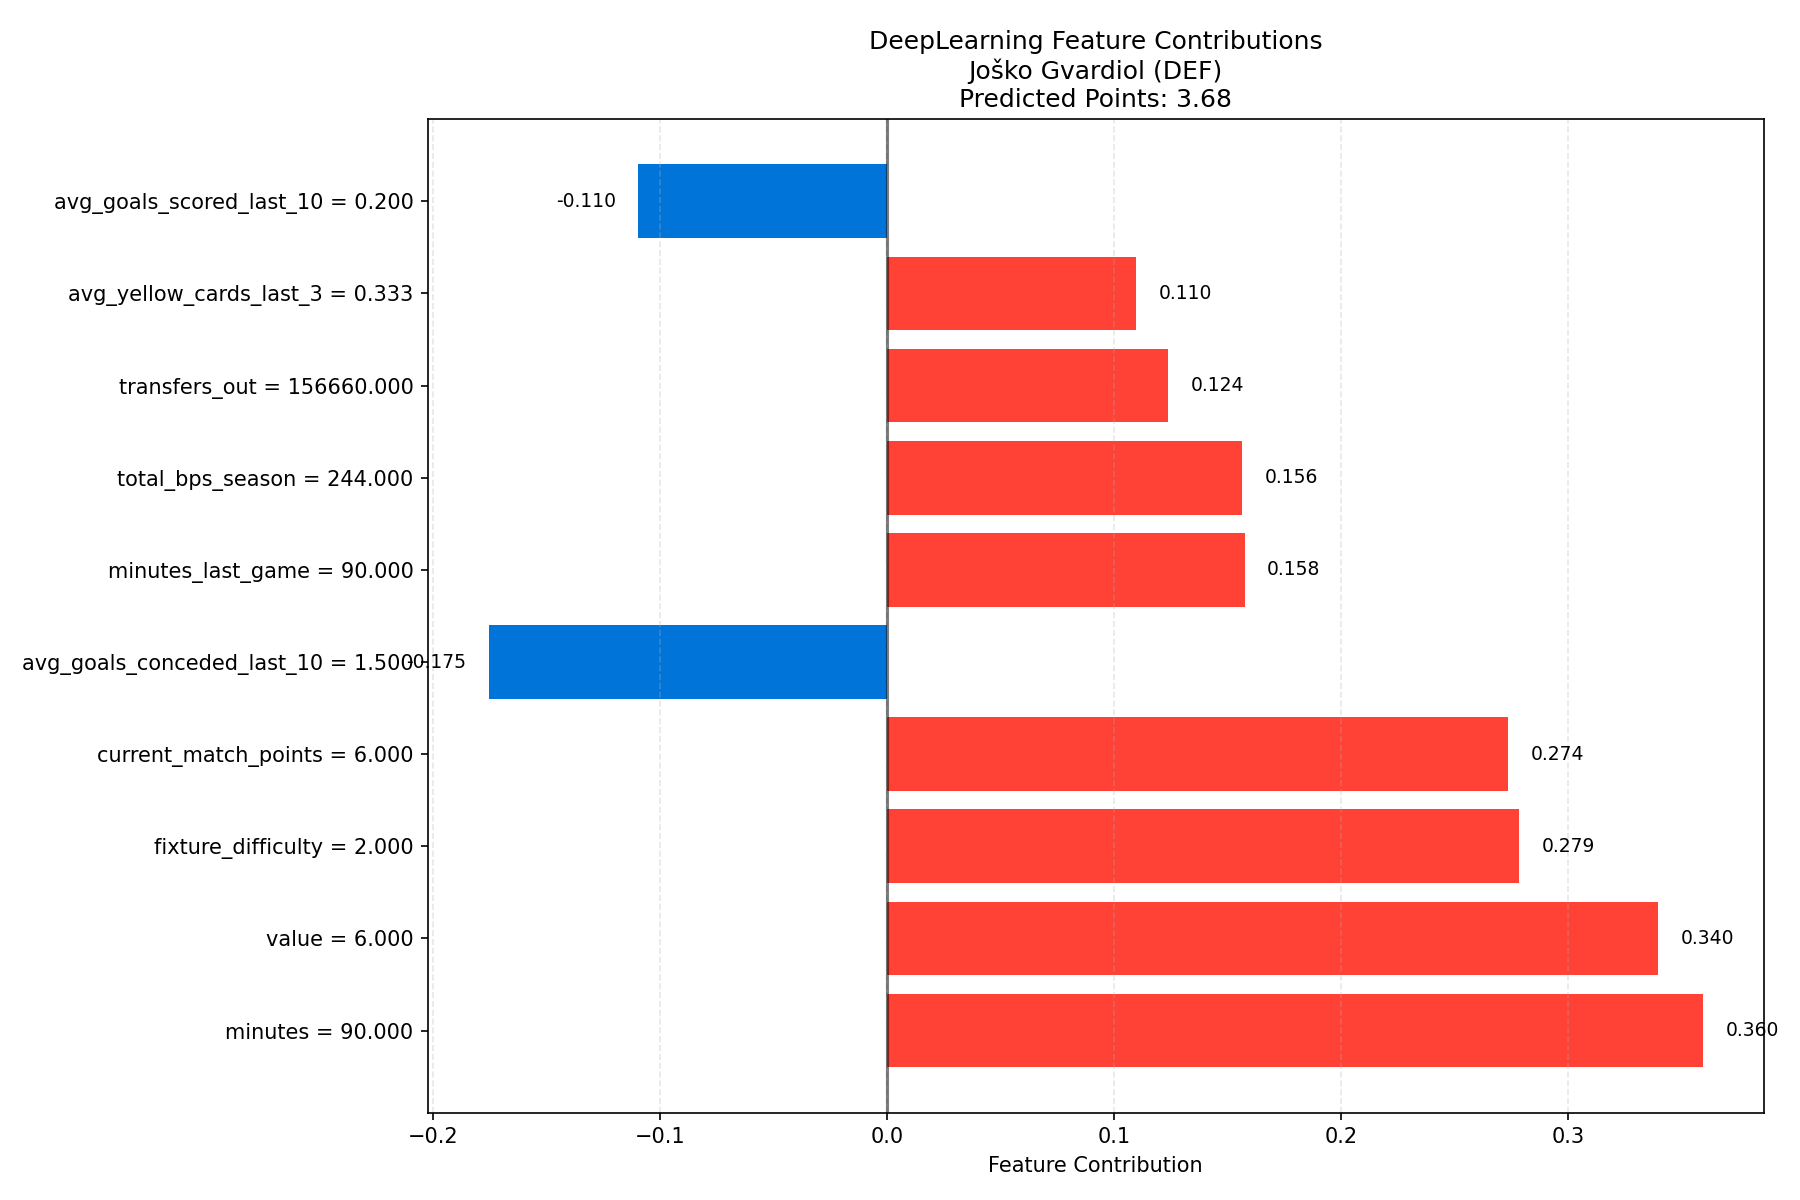 DeepLearning Feature Contributions
Joško Gvardiol (DEF)
Predicted Points: 3.68
avg_goals_scored_last_10 = 0.200
-0.110
avg_yellow_cards_last_3 = 0.333
0.110
transfers_out = 156660.000
0.124
total_bps_season = 244.000
0.156
minutes_last_game = 90.000
0.158
avg_goals_conceded_last_10 = 1.500
-0.175
current_match_points = 6.000
0.274
fixture_difficulty = 2.000
0.279
value = 6.000
0.340
minutes = 90.000
0.360
−0.2 −0.1 0.0 0.1 0.2 0.3
Feature Contribution